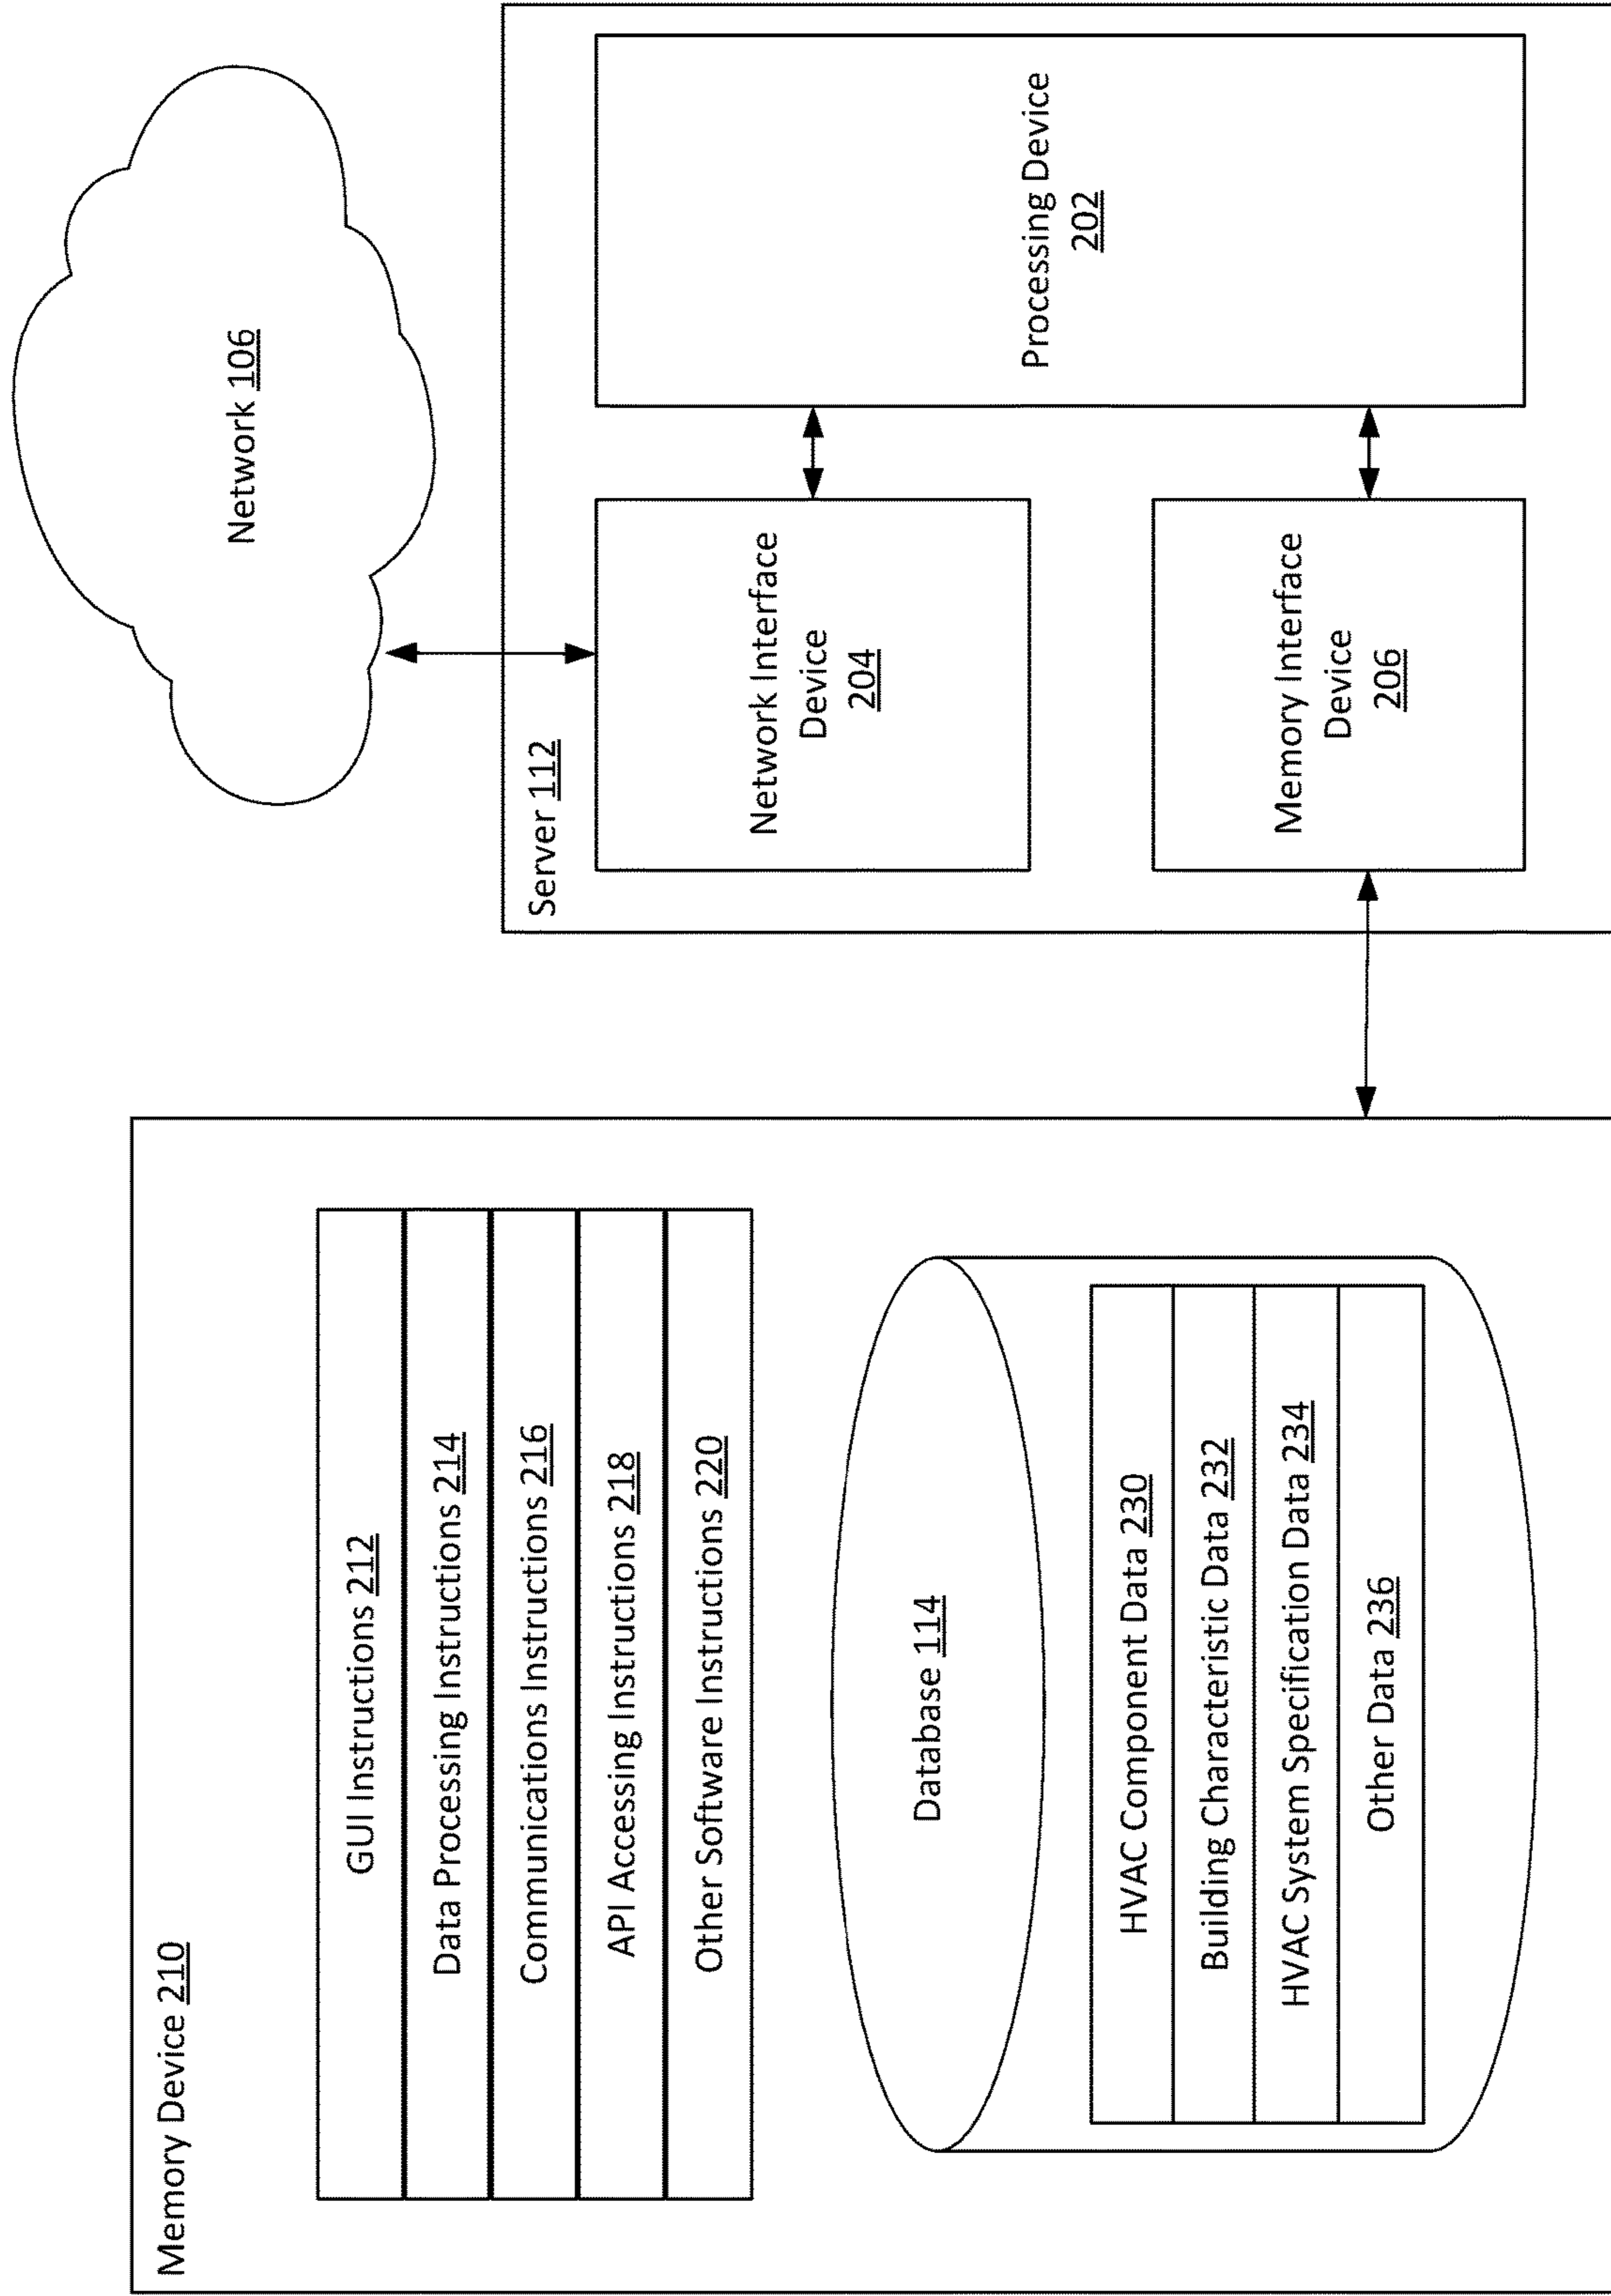 Memory Device 210
GUI Instructions 212
Data Processing Instructions 214
Communications Instructions 216
API Accessing Instructions 218
Other Software Instructions 220
Database 114
HVAC Component Data 230
Building Characteristic Data 232
HVAC System Specification Data 234
Other Data 236
Network 106
Server 112
Network Interface
Device
204
Memory Interface
Device
206
Processing Device
202